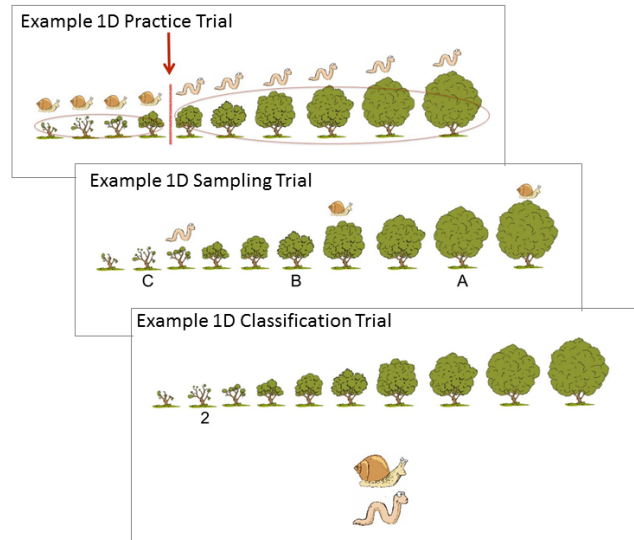 Example 1D Practice Trial
Example 1D Sampling Trial
C B A
Example 1D Classification Trial
2